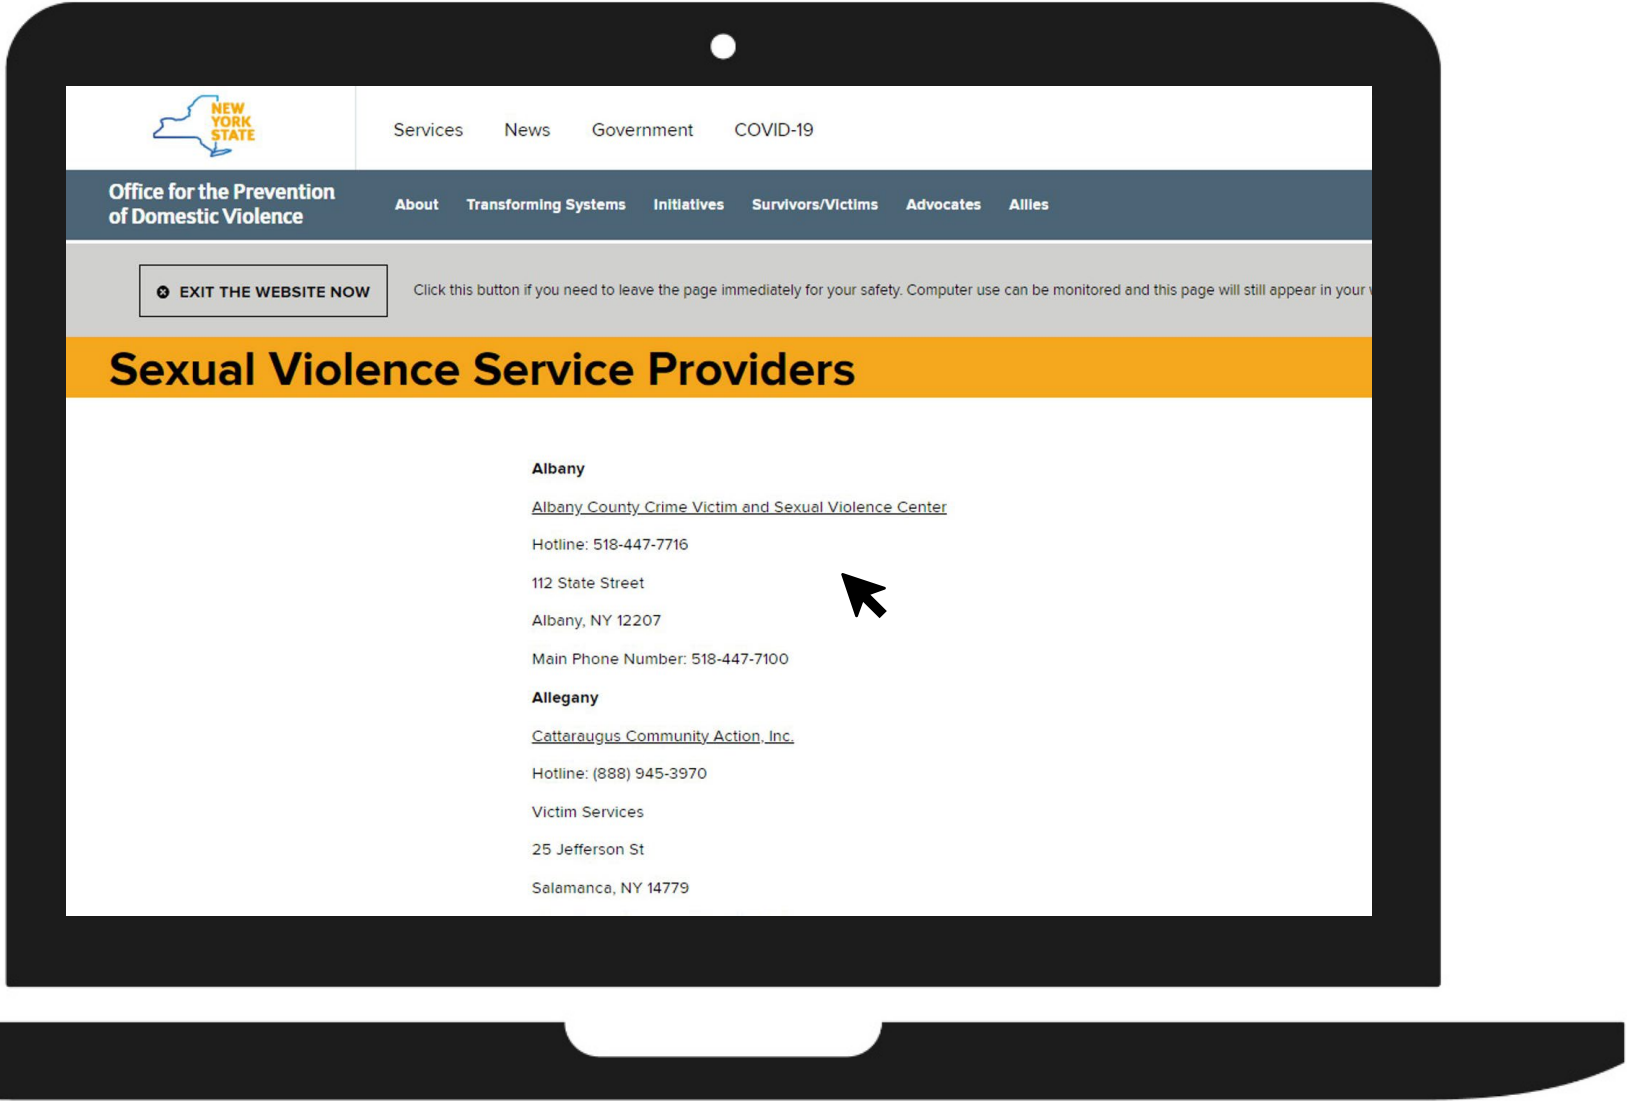 NEW
YORK
STATE
Services News Government COVID-19
Office for the Prevention
of Domestic Violence
About Transforming Systems Initiatives Survivors/Victims Advocates Allies
EXIT THE WEBSITE NOW
Click this button if you need to leave the page immediately for your safety. Computer use can be monitored and this page will still appear in your
Sexual Violence Service Providers
Albany
Albany County Crime Victim and Sexual Violence Center
Hotline: 518-447-7716
112 State Street
Albany, NY 12207
Main Phone Number: 518-447-7100
Allegany
Cattaraugus Community Action, Inc.
Hotline: (888) 945-3970
Victim Services
25 Jefferson St
Salamanca, NY 14779